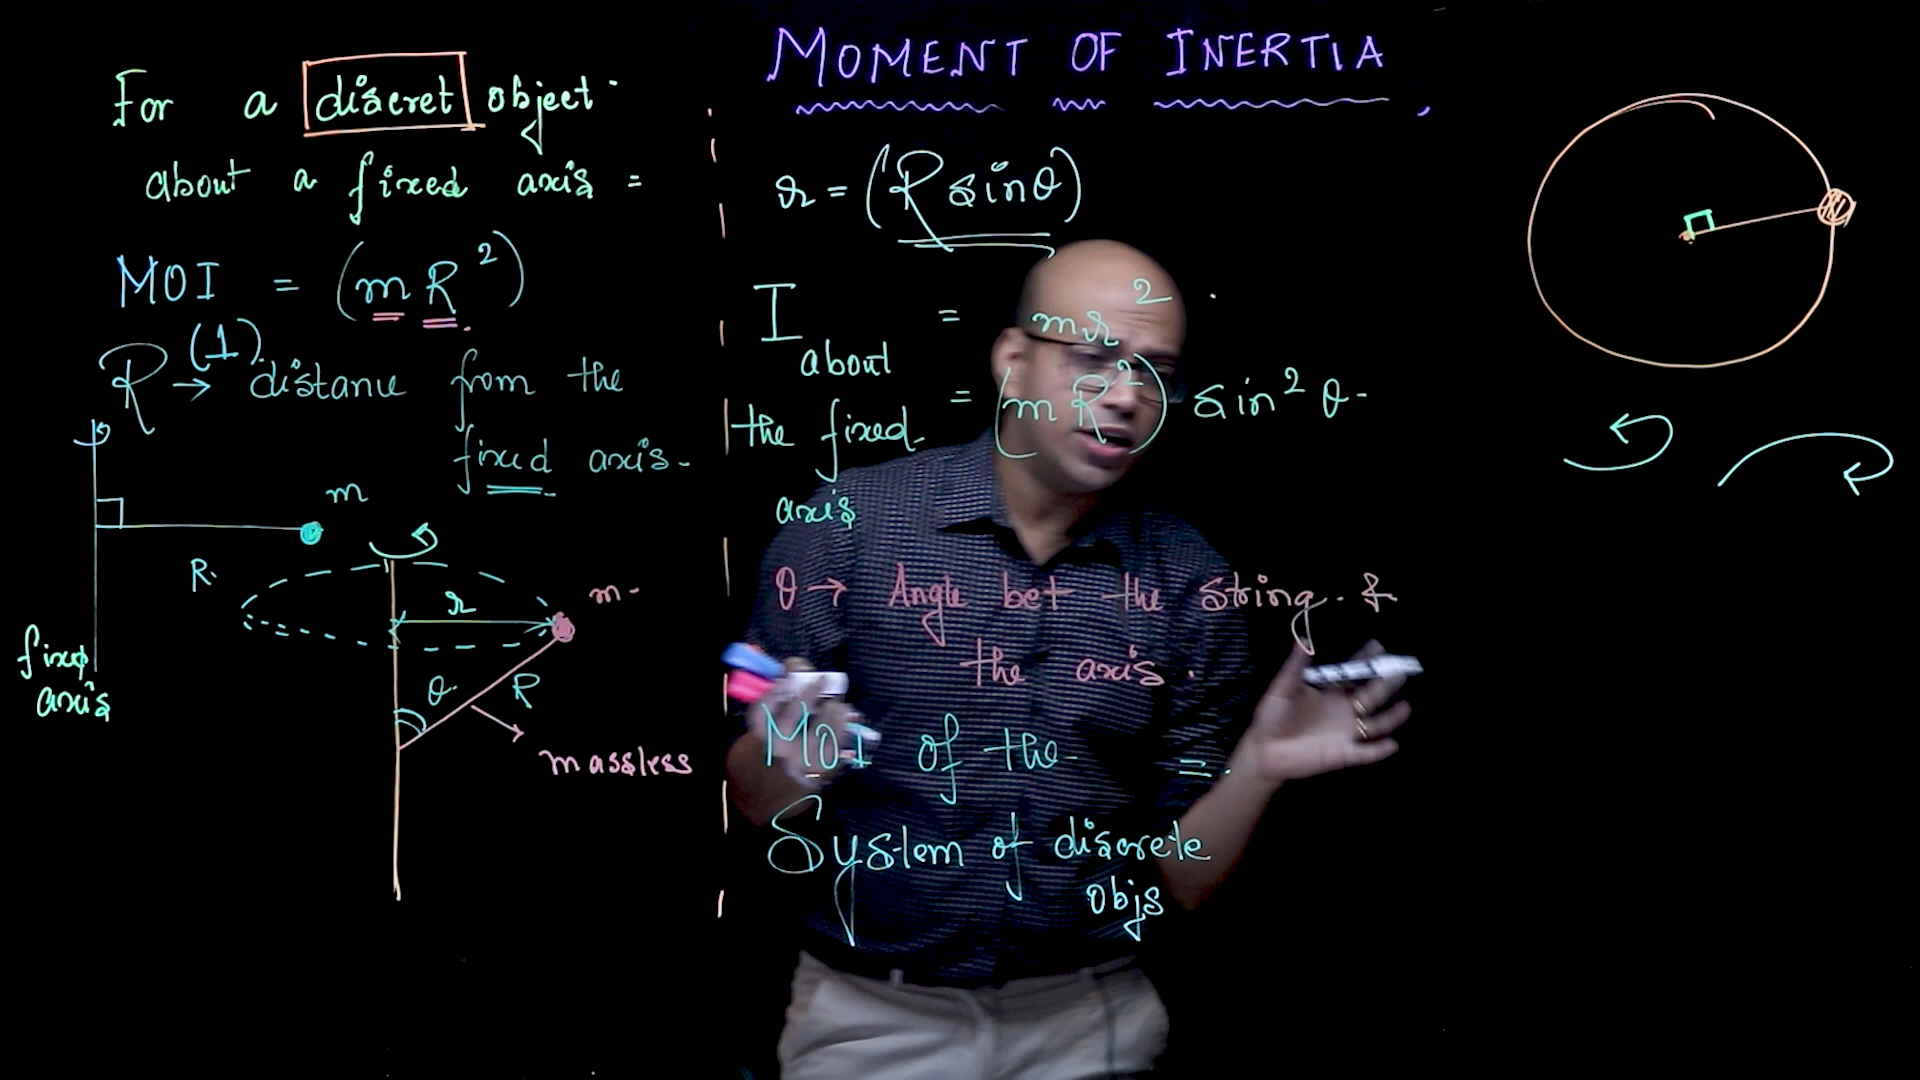 MOMENT OF INERTIA
For a discret object
about a fixed axis =
MOI = (mR²)
(1)
R → distance from the
fixed axis.
m
R.
fixed
axis
r
m.
θ
R
massless
r = (R sinθ)
I about the fixed axis = mr²
= (mR²) sin²θ.
θ → Angle bet the string &
the axis.
MOI of the =
System of discrete
objs